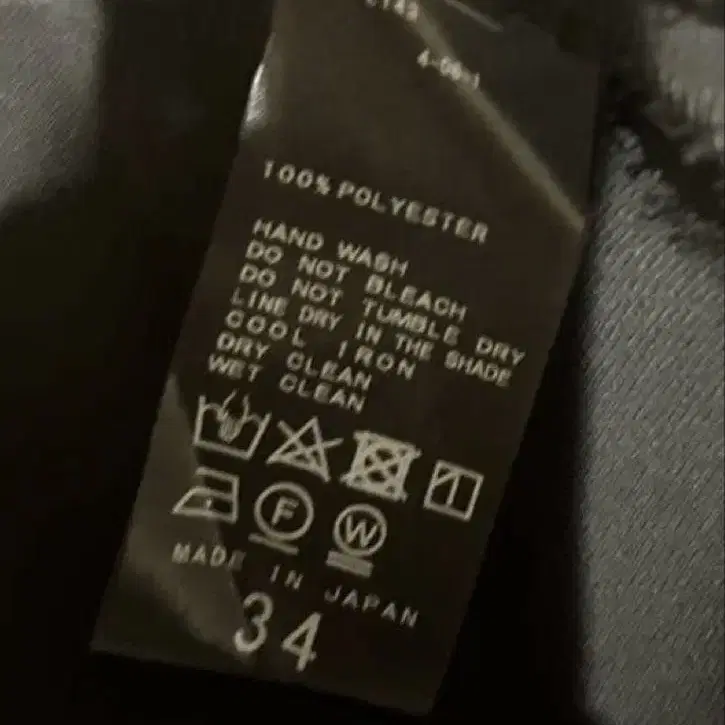 100% POLYESTER
HAND WASH
DO NOT BLEACH
DO NOT TUMBLE DRY
LINE DRY IN THE SHADE
COOL IRON
DRY CLEAN
WET CLEAN
F W
MADE IN JAPAN
34